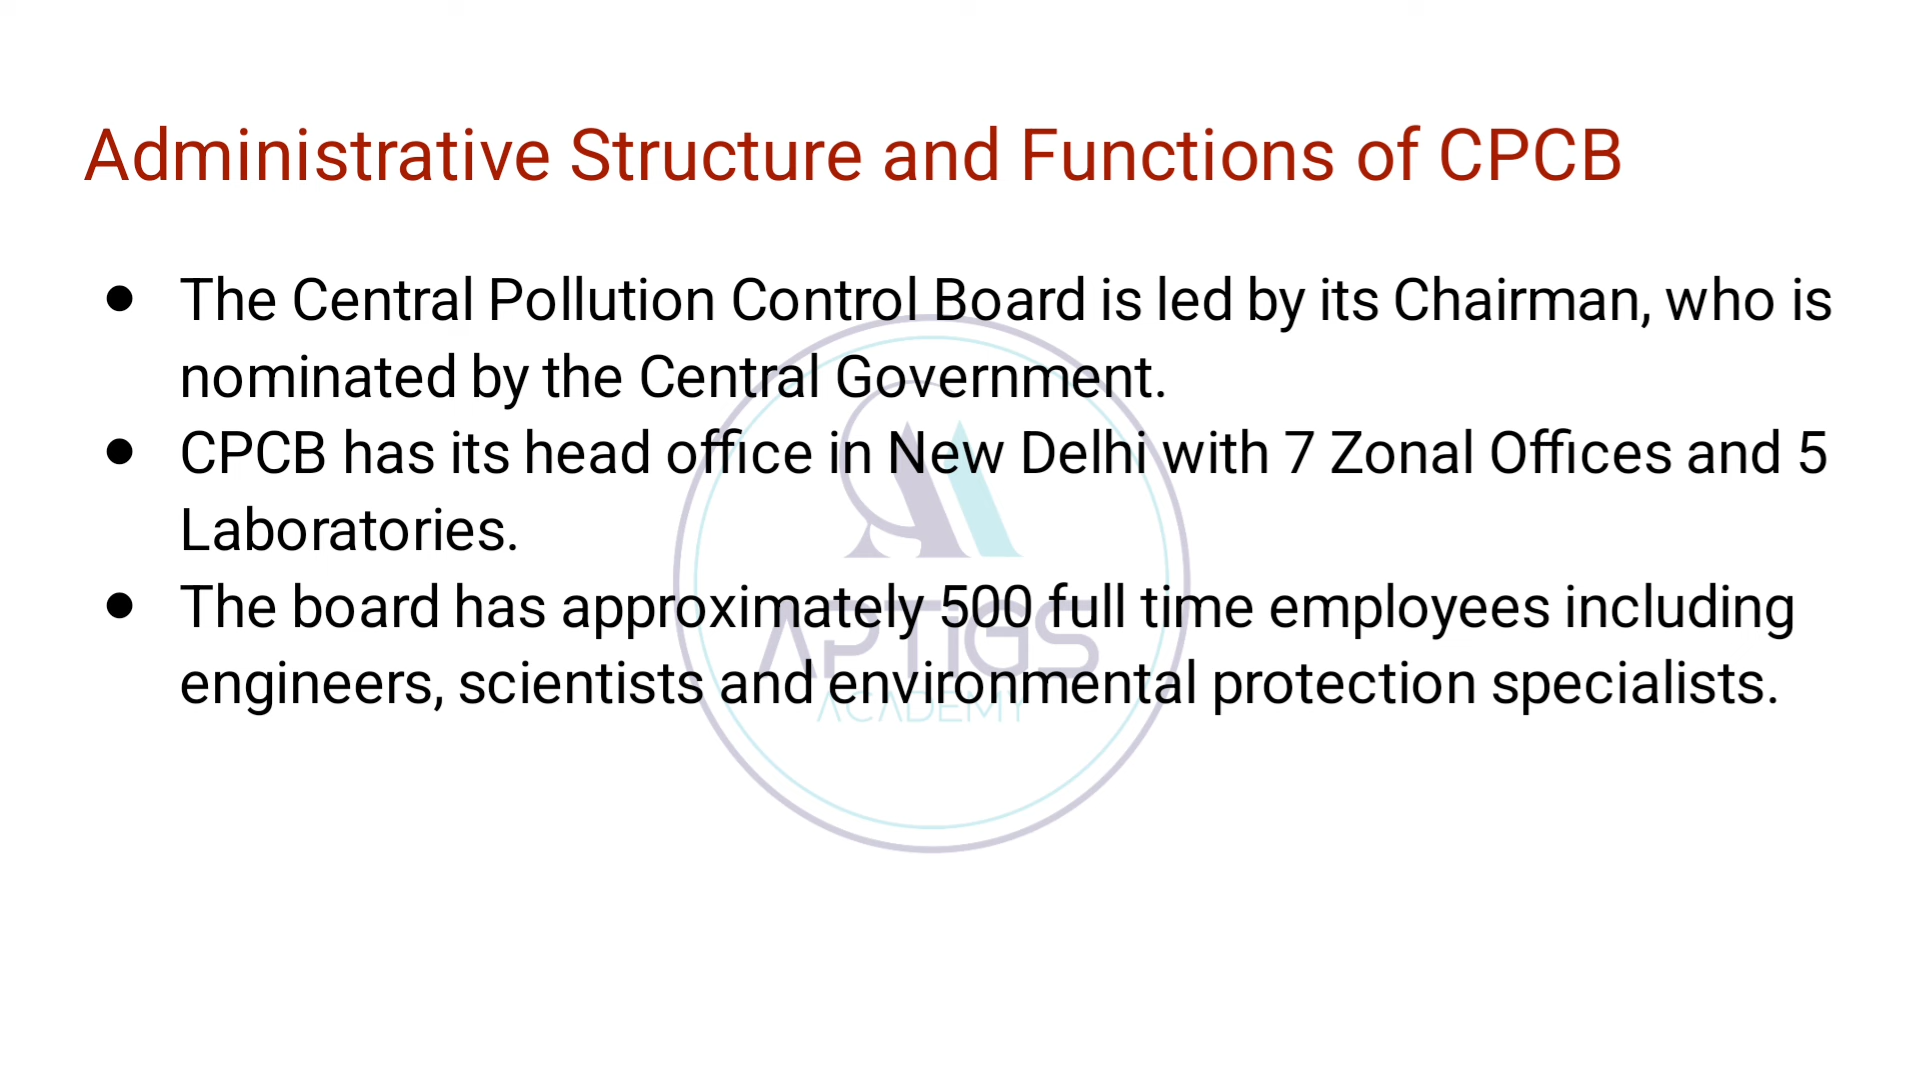 Administrative Structure and Functions of CPCB
● The Central Pollution Control Board is led by its Chairman, who is
nominated by the Central Government.
● CPCB has its head office in New Delhi with 7 Zonal Offices and 5
Laboratories.
● The board has approximately 500 full time employees including
engineers, scientists and environmental protection specialists.
APTIGS
ACADEMY